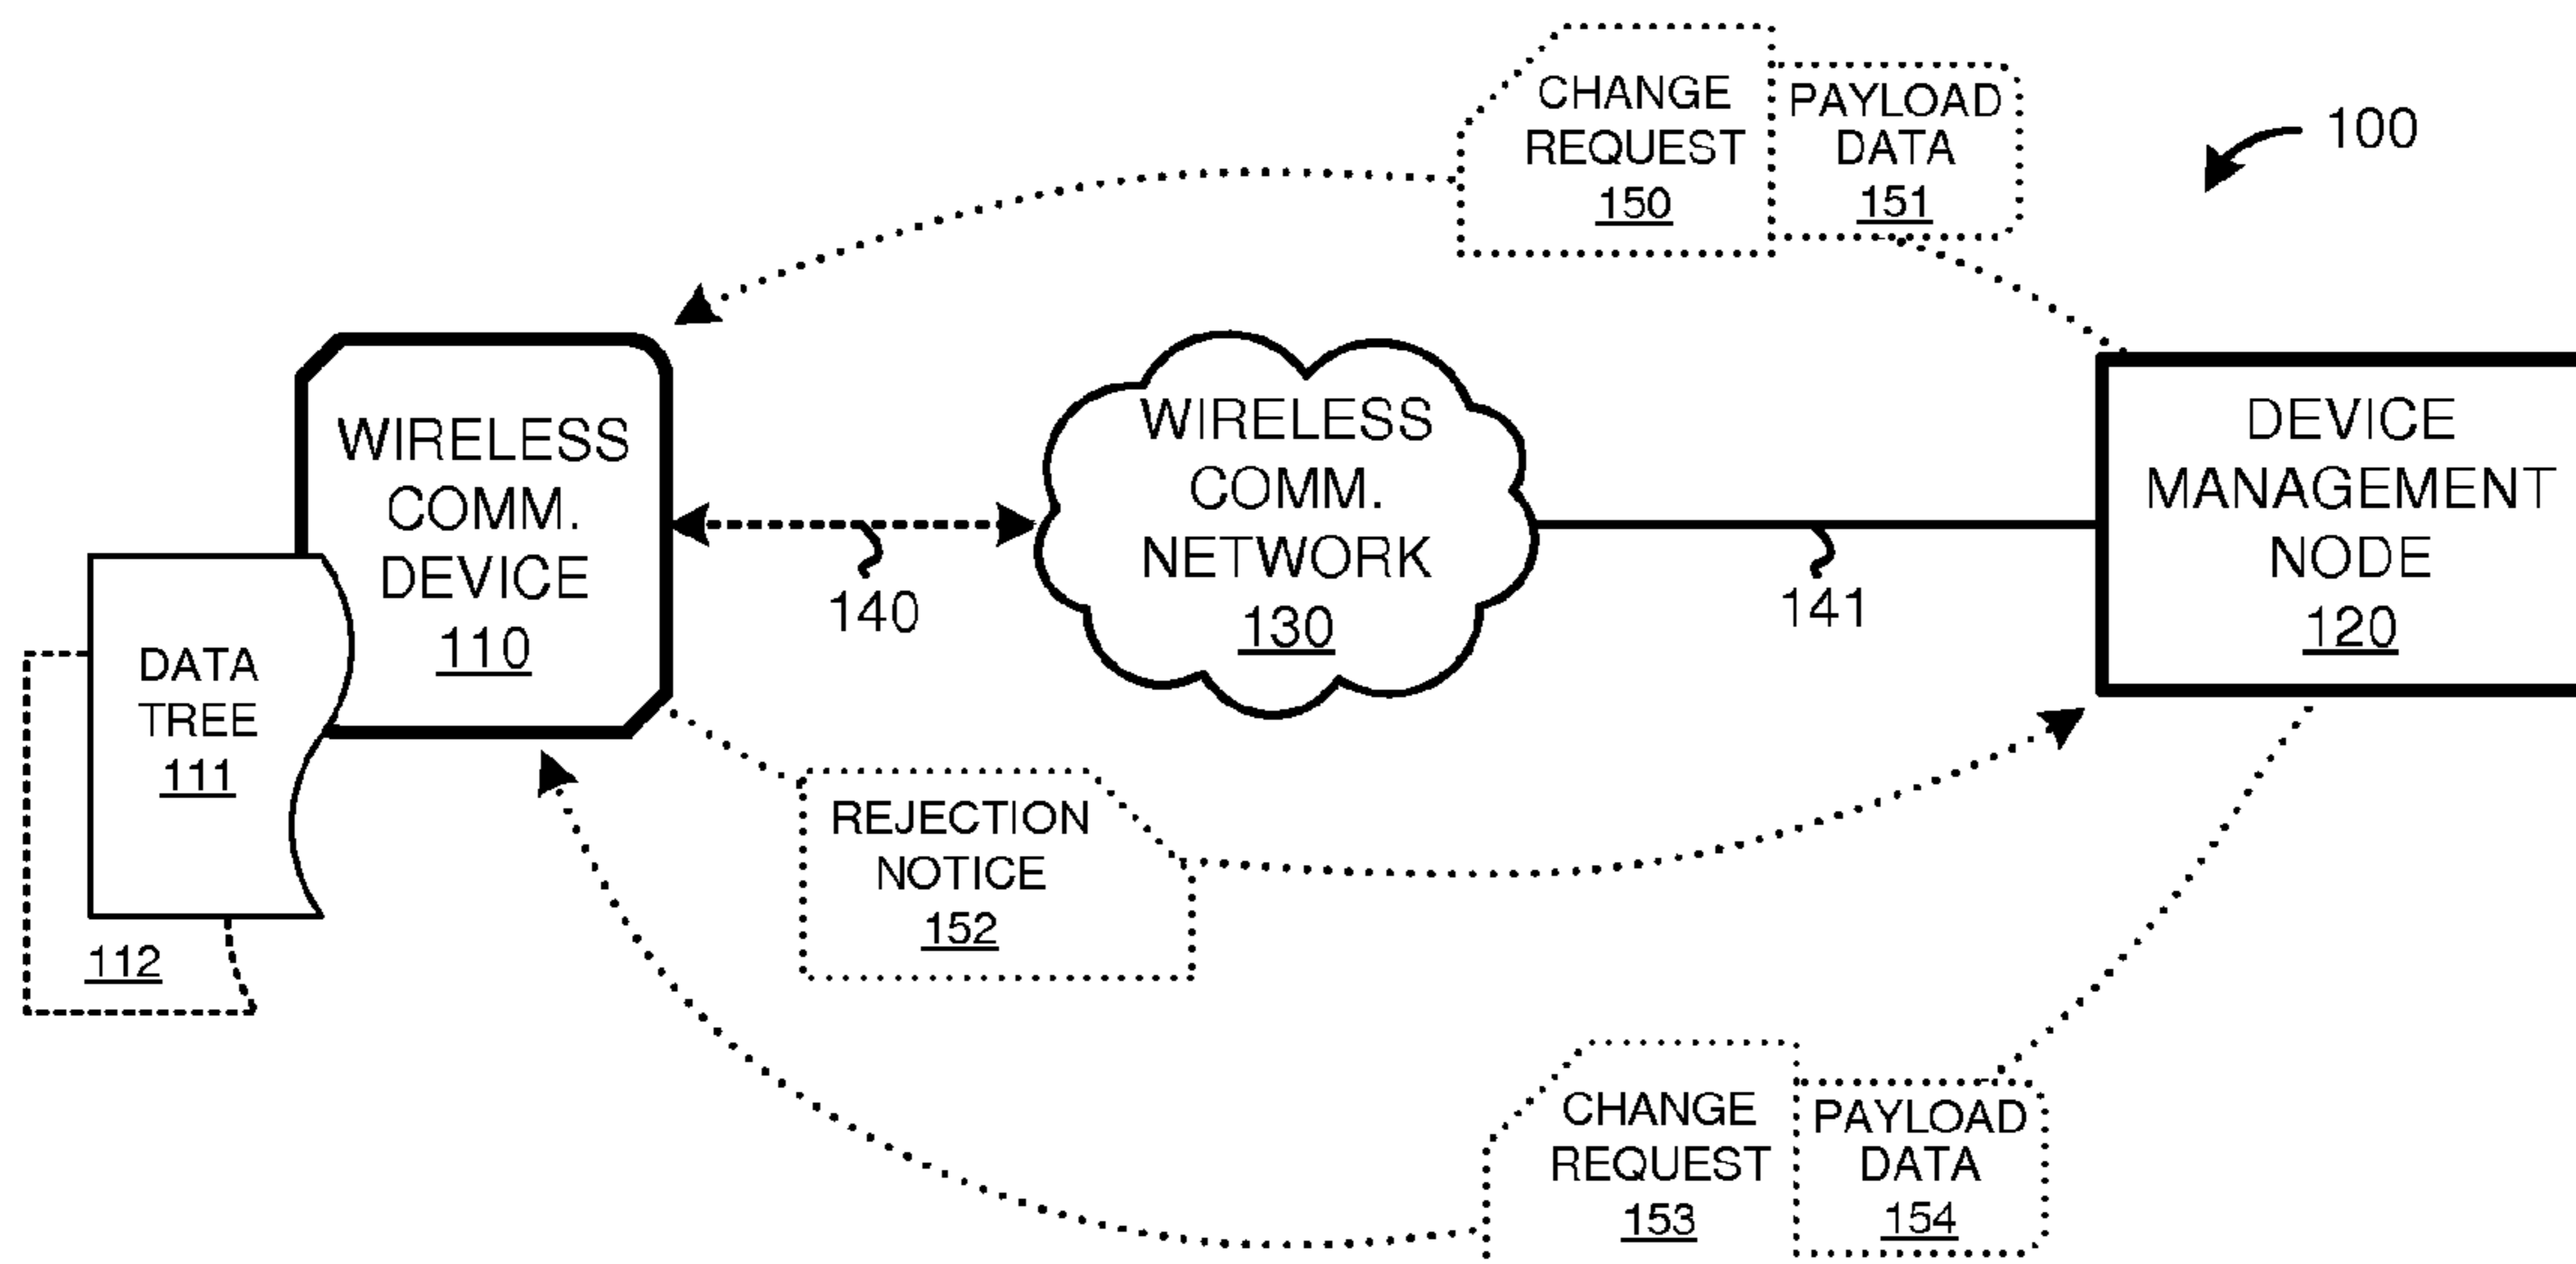 CHANGE
REQUEST
150
PAYLOAD
DATA
151
100
WIRELESS
COMM.
DEVICE
110
WIRELESS
COMM.
NETWORK
130
DEVICE
MANAGEMENT
NODE
120
140
141
DATA
TREE
111
112
REJECTION
NOTICE
152
CHANGE
REQUEST
153
PAYLOAD
DATA
154